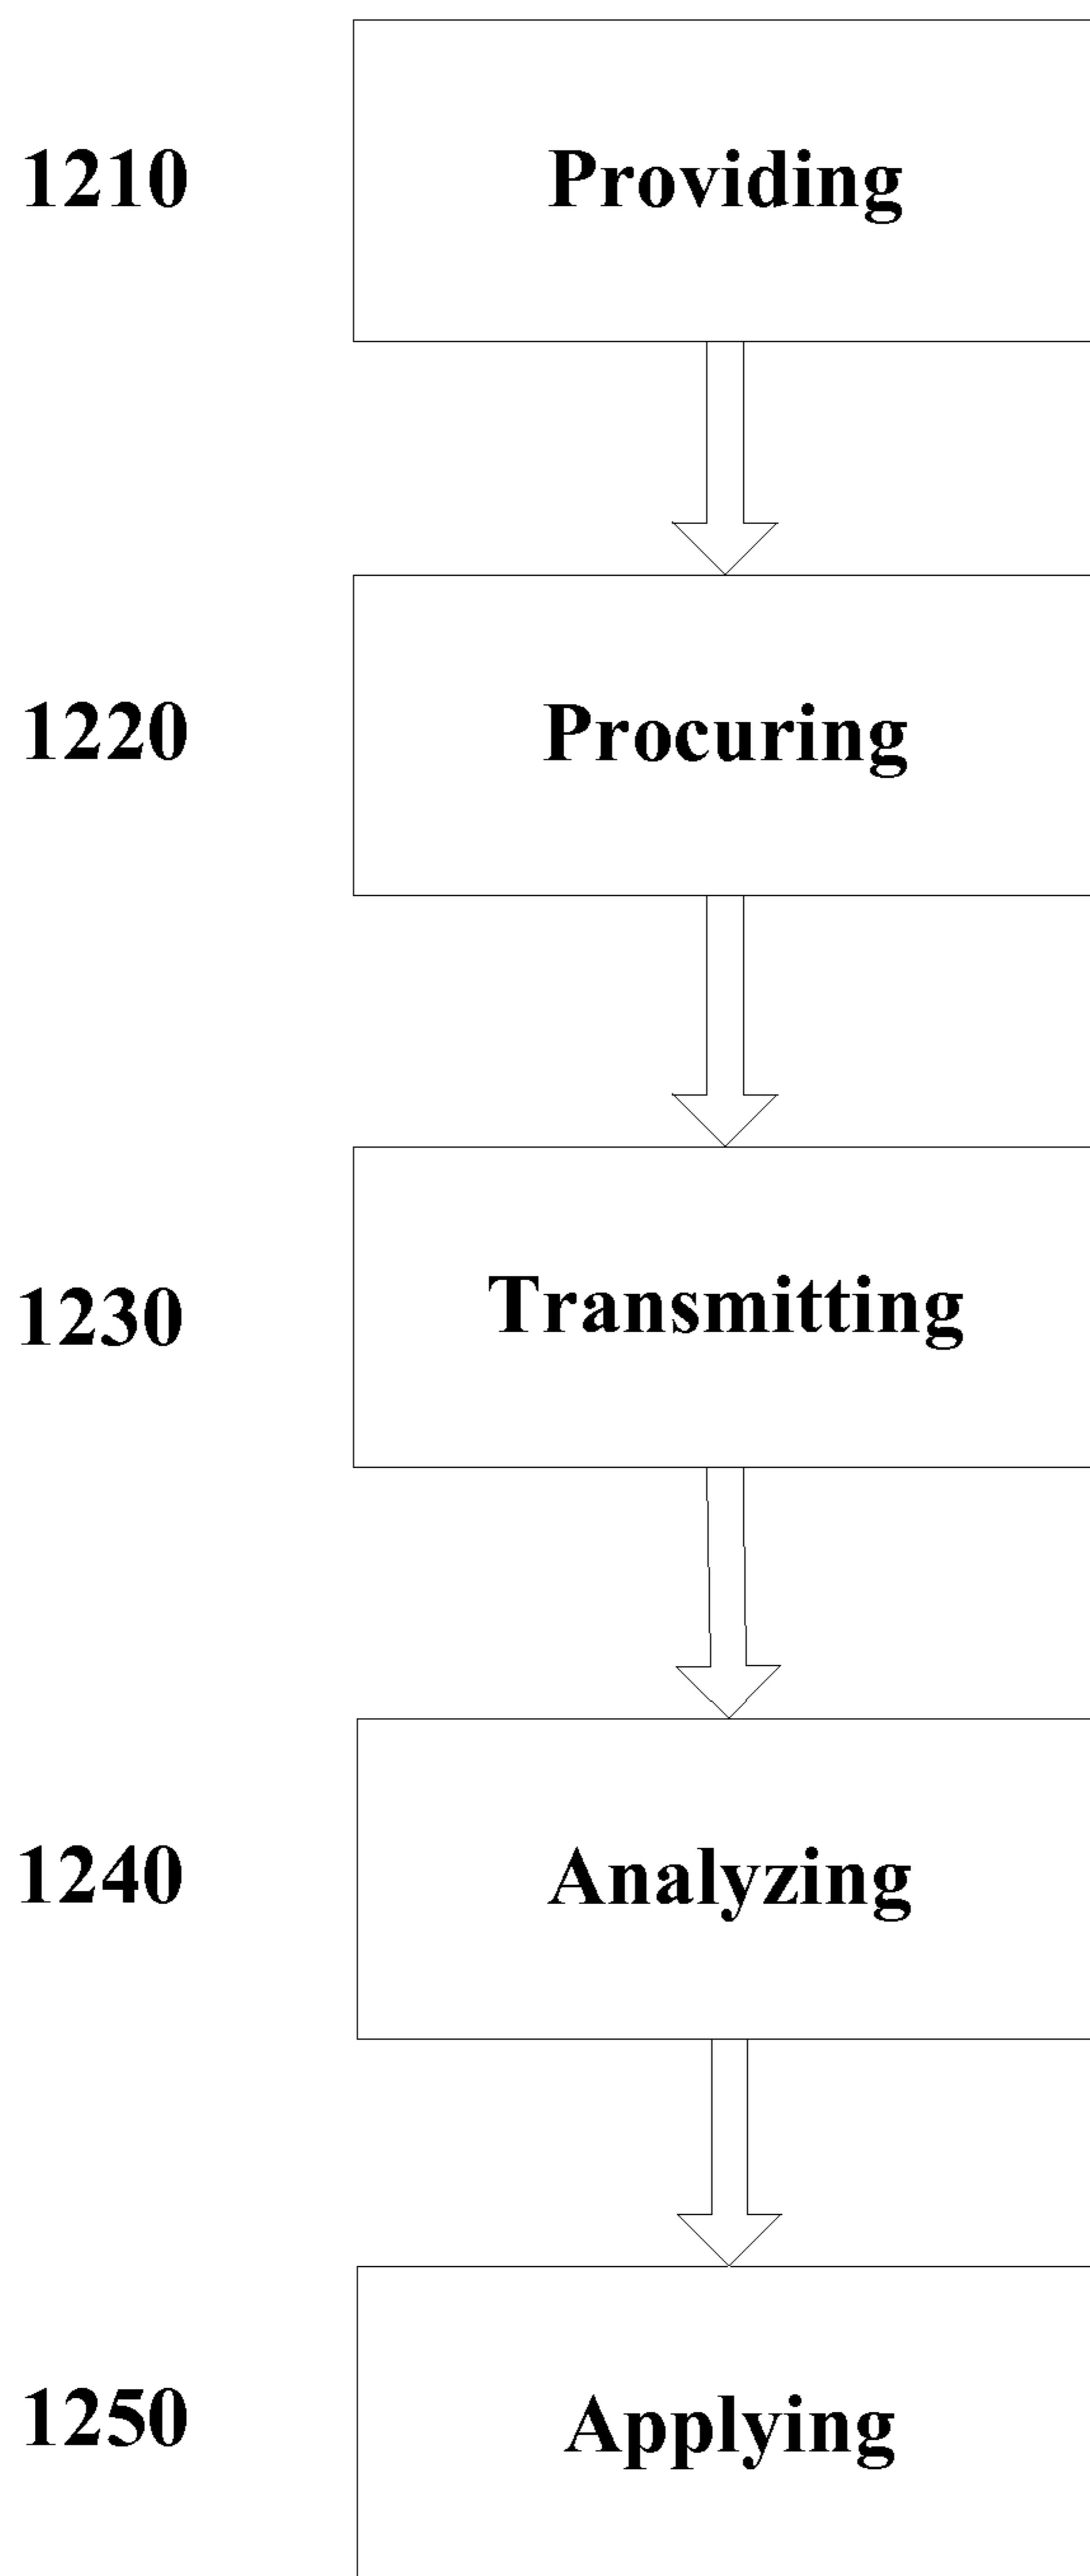 1210 Providing
1220 Procuring
1230 Transmitting
1240 Analyzing
1250 Applying